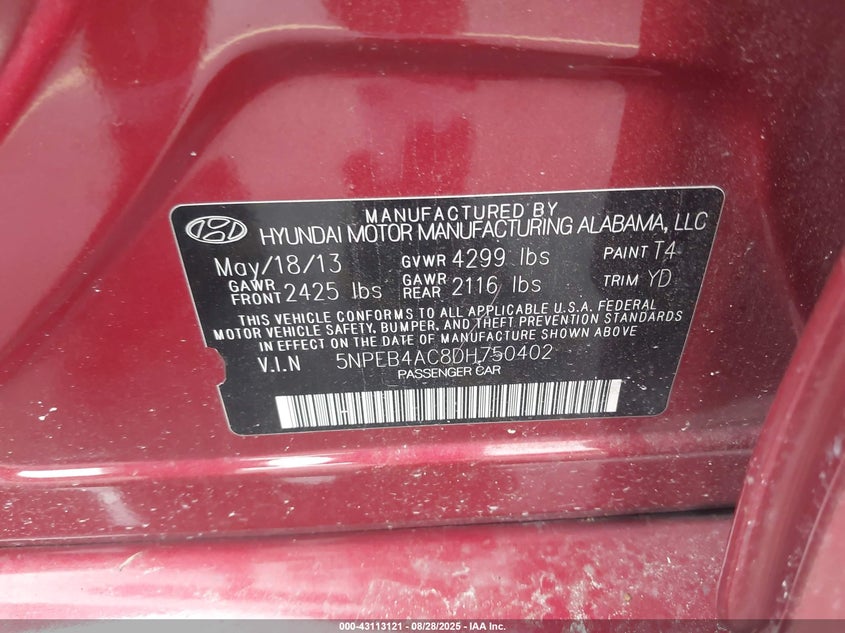 MANUFACTURED BY
HYUNDAI MOTOR MANUFACTURING ALABAMA, LLC
May/18/13 GVWR 4299 lbs PAINT T4
GAWR FRONT 2425 lbs GAWR REAR 2116 lbs TRIM YD
THIS VEHICLE CONFORMS TO ALL APPLICABLE U.S.A. FEDERAL
MOTOR VEHICLE SAFETY, BUMPER, AND THEFT PREVENTION STANDARDS
IN EFFECT ON THE DATE OF MANUFACTURE SHOWN ABOVE
V.I.N 5NPEB4AC8DH750402
PASSENGER CAR
000-43113121 - 08/28/2025 - IAA Inc.